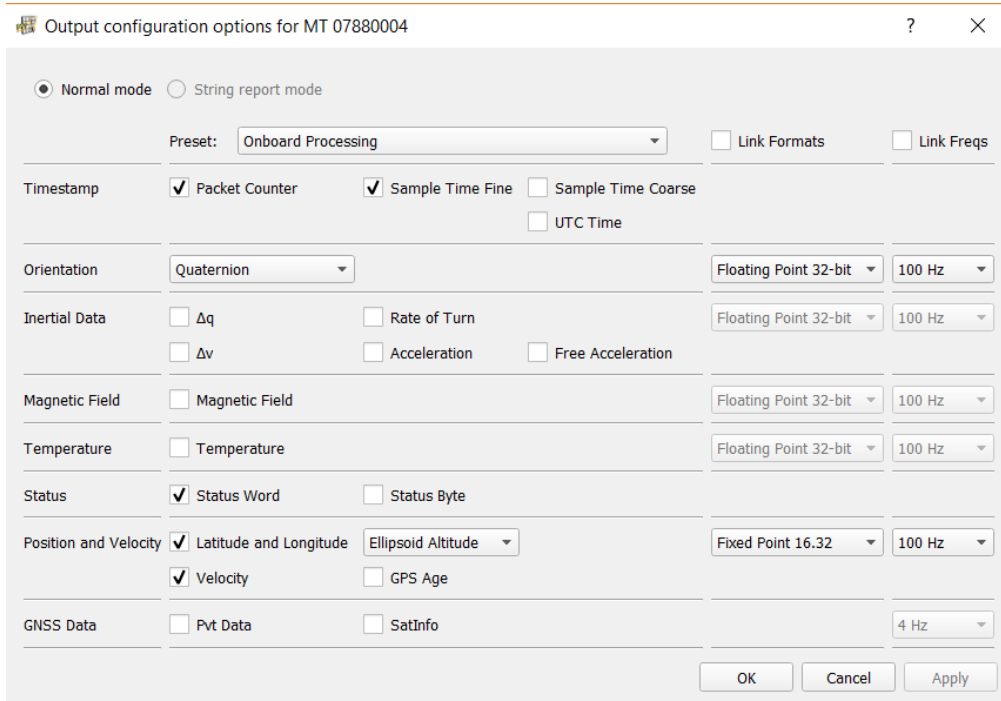 Output configuration options for MT 07880004 ?
Normal mode String report mode
Preset: Onboard Processing Link Formats Link Freqs
Timestamp Packet Counter Sample Time Fine Sample Time Coarse
UTC Time
Orientation Quaternion Floating Point 32-bit 100 Hz
Inertial Data Δq Rate of Turn Floating Point 32-bit 100 Hz
Δv Acceleration Free Acceleration
Magnetic Field Magnetic Field Floating Point 32-bit 100 Hz
Temperature Temperature Floating Point 32-bit 100 Hz
Status Status Word Status Byte
Position and Velocity Latitude and Longitude Ellipsoid Altitude Fixed Point 16.32 100 Hz
Velocity GPS Age
GNSS Data Pvt Data SatInfo 4 Hz
OK Cancel Apply